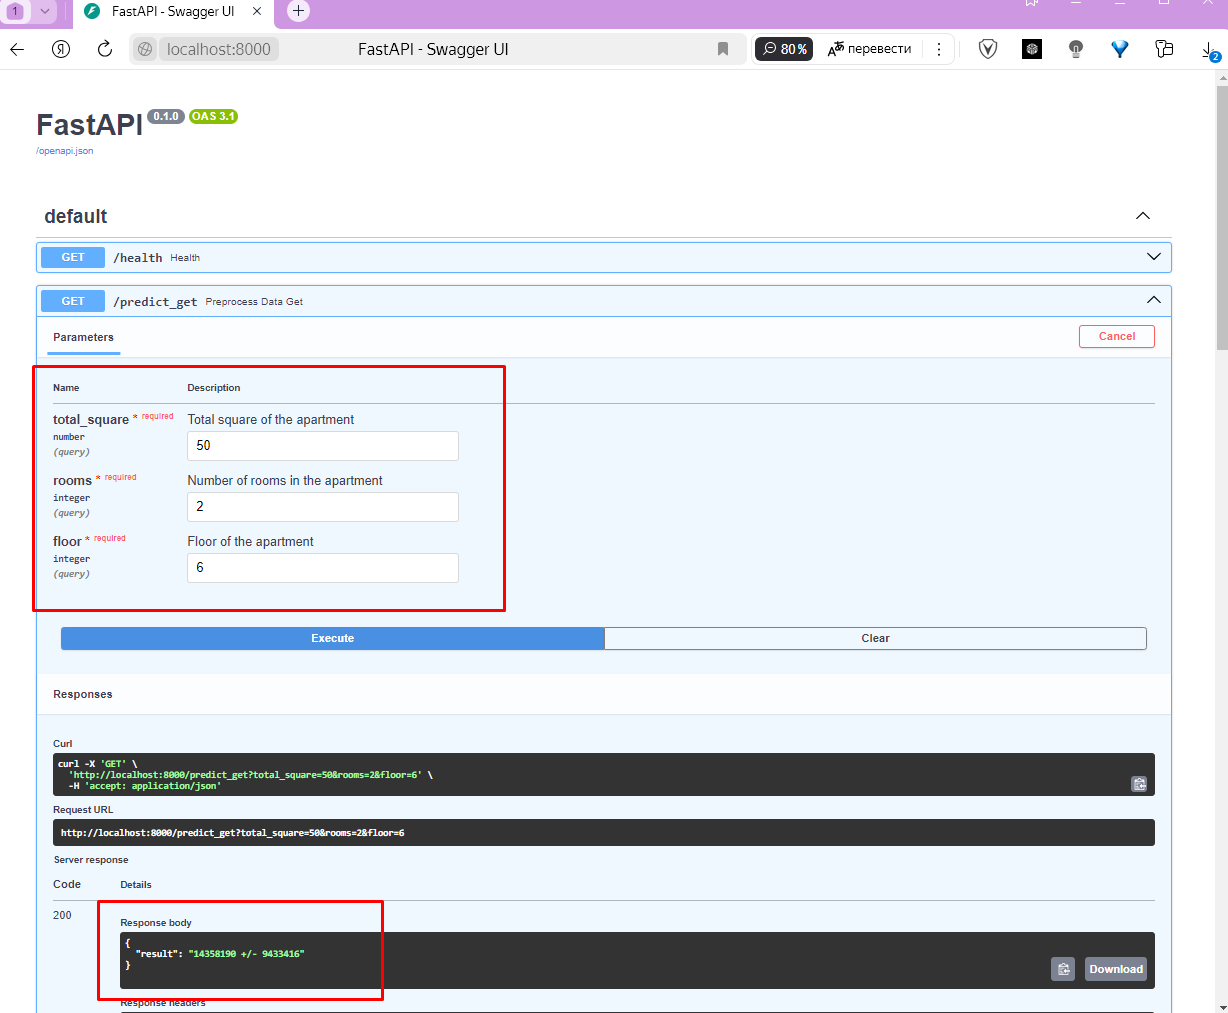 1
FastAPI - Swagger UI
localhost:8000
FastAPI - Swagger UI
80%
перевести
2
FastAPI 0.1.0 OAS 3.1
/openapi.json
default
GET /health Health
GET /predict_get Preprocess Data Get
Parameters
Cancel
Name Description
total_square * required Total square of the apartment
number
50
(query)
rooms * required Number of rooms in the apartment
integer
2
(query)
floor * required Floor of the apartment
integer
6
(query)
Execute
Clear
Responses
Curl
curl -X 'GET' \
'http://localhost:8000/predict_get?total_square=50&rooms=2&floor=6' \
-H 'accept: application/json'
Request URL
http://localhost:8000/predict_get?total_square=50&rooms=2&floor=6
Server response
Code Details
200
Response body
{
"result": "14358190 +/- 9433416"
}
Download
Response headers